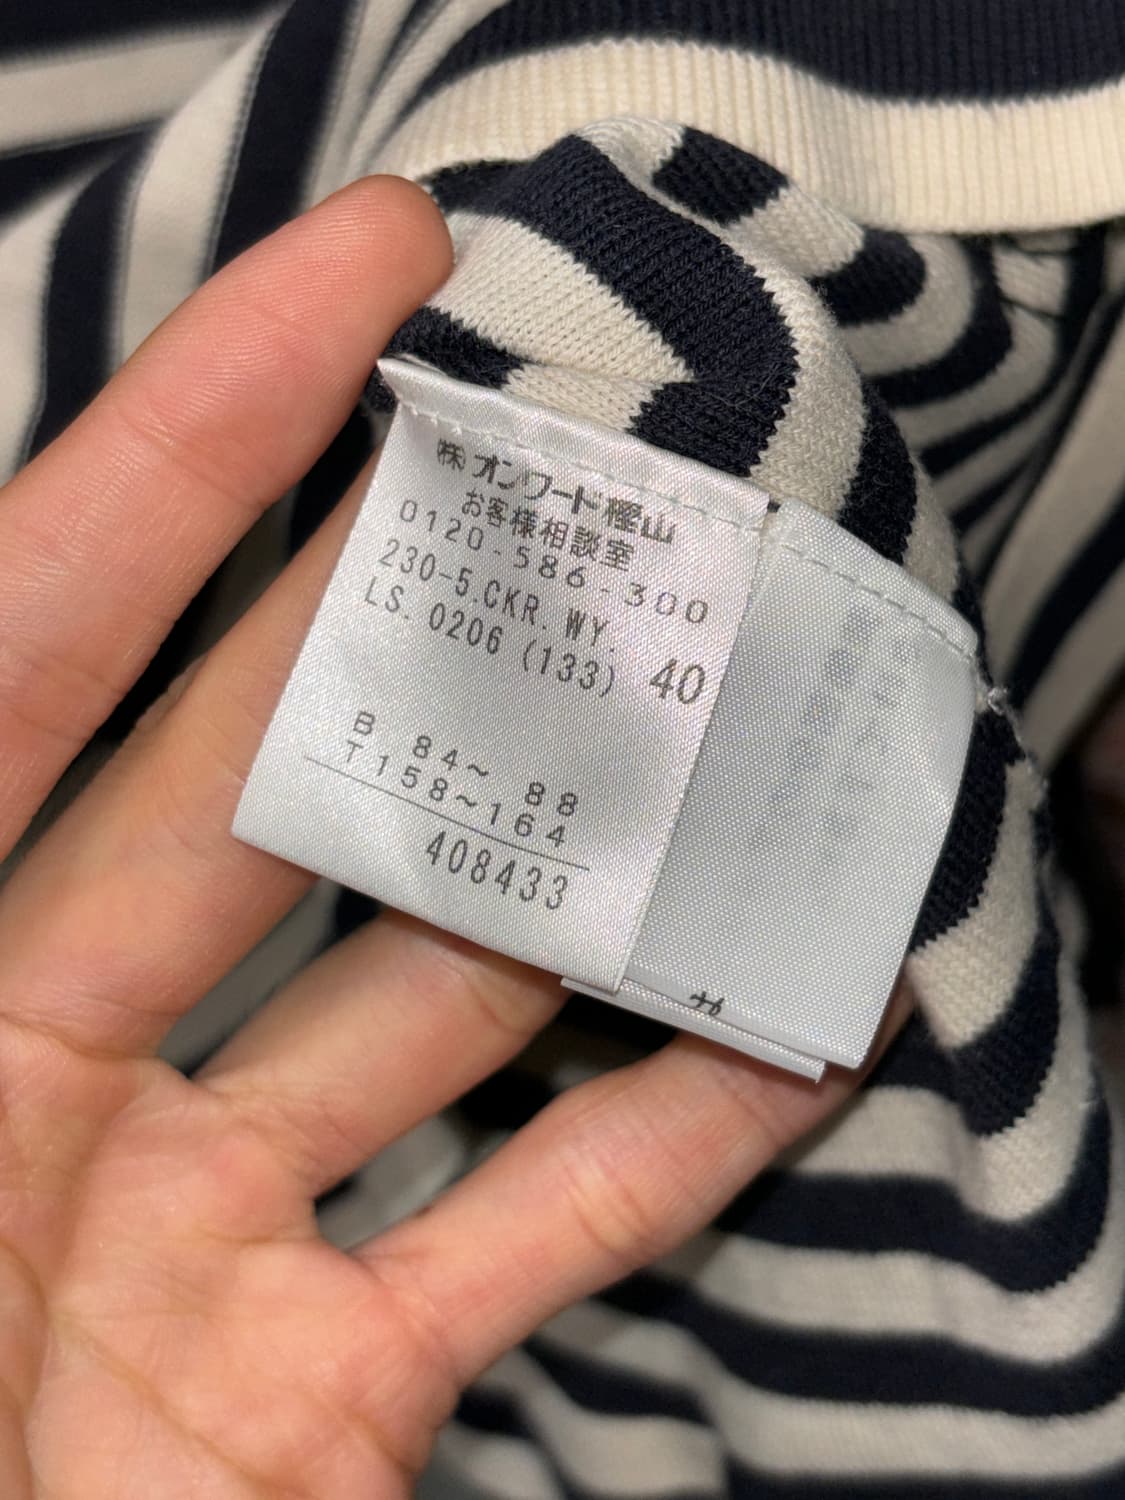 ㈱オンワード樫山
お客様相談室
0120-586-300
230-5.CKR.WY.
LS.0206 (133) 40
B 84～ 88
T158～164
408433